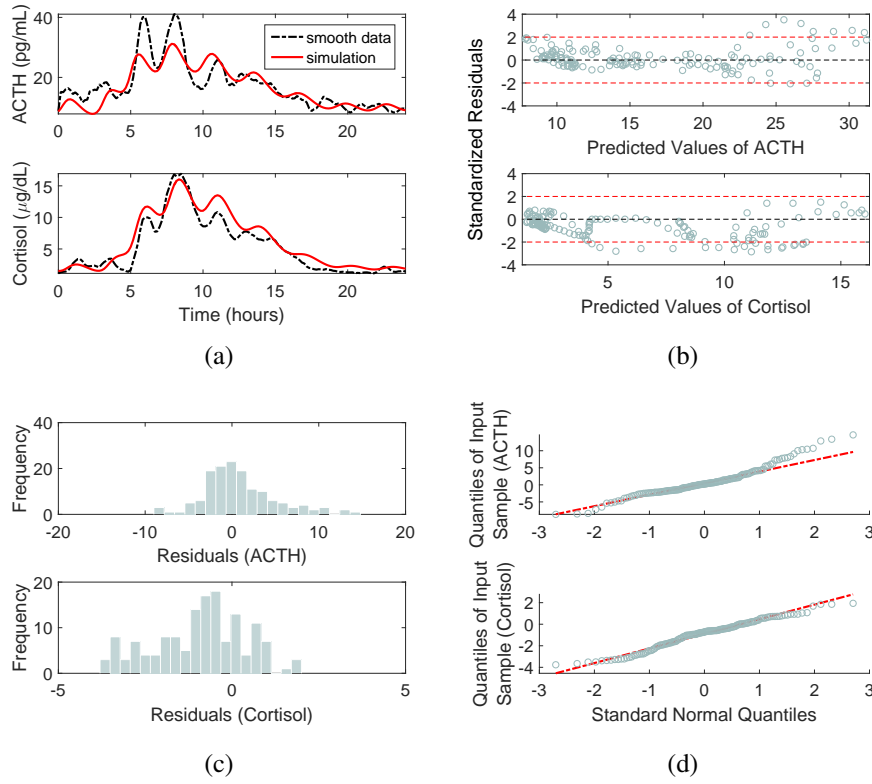 ACTH (pg/mL)
40
20
smooth data
simulation
0 5 10 15 20
Cortisol (μg/dL)
15
10
5
0 5 10 15 20
Time (hours)
(a)
Standardized Residuals
4
2
0
-2
-4
10 15 20 25 30
Predicted Values of ACTH
4
2
0
-2
-4
5 10 15
Predicted Values of Cortisol
(b)
Frequency
40
20
0
-20 -10 0 10 20
Residuals (ACTH)
Frequency
20
10
0
-5 0 5
Residuals (Cortisol)
(c)
Quantiles of Input
Sample (ACTH)
10
5
0
-5
-3 -2 -1 0 1 2 3
Quantiles of Input
Sample (Cortisol)
2
0
-2
-4
-3 -2 -1 0 1 2 3
Standard Normal Quantiles
(d)